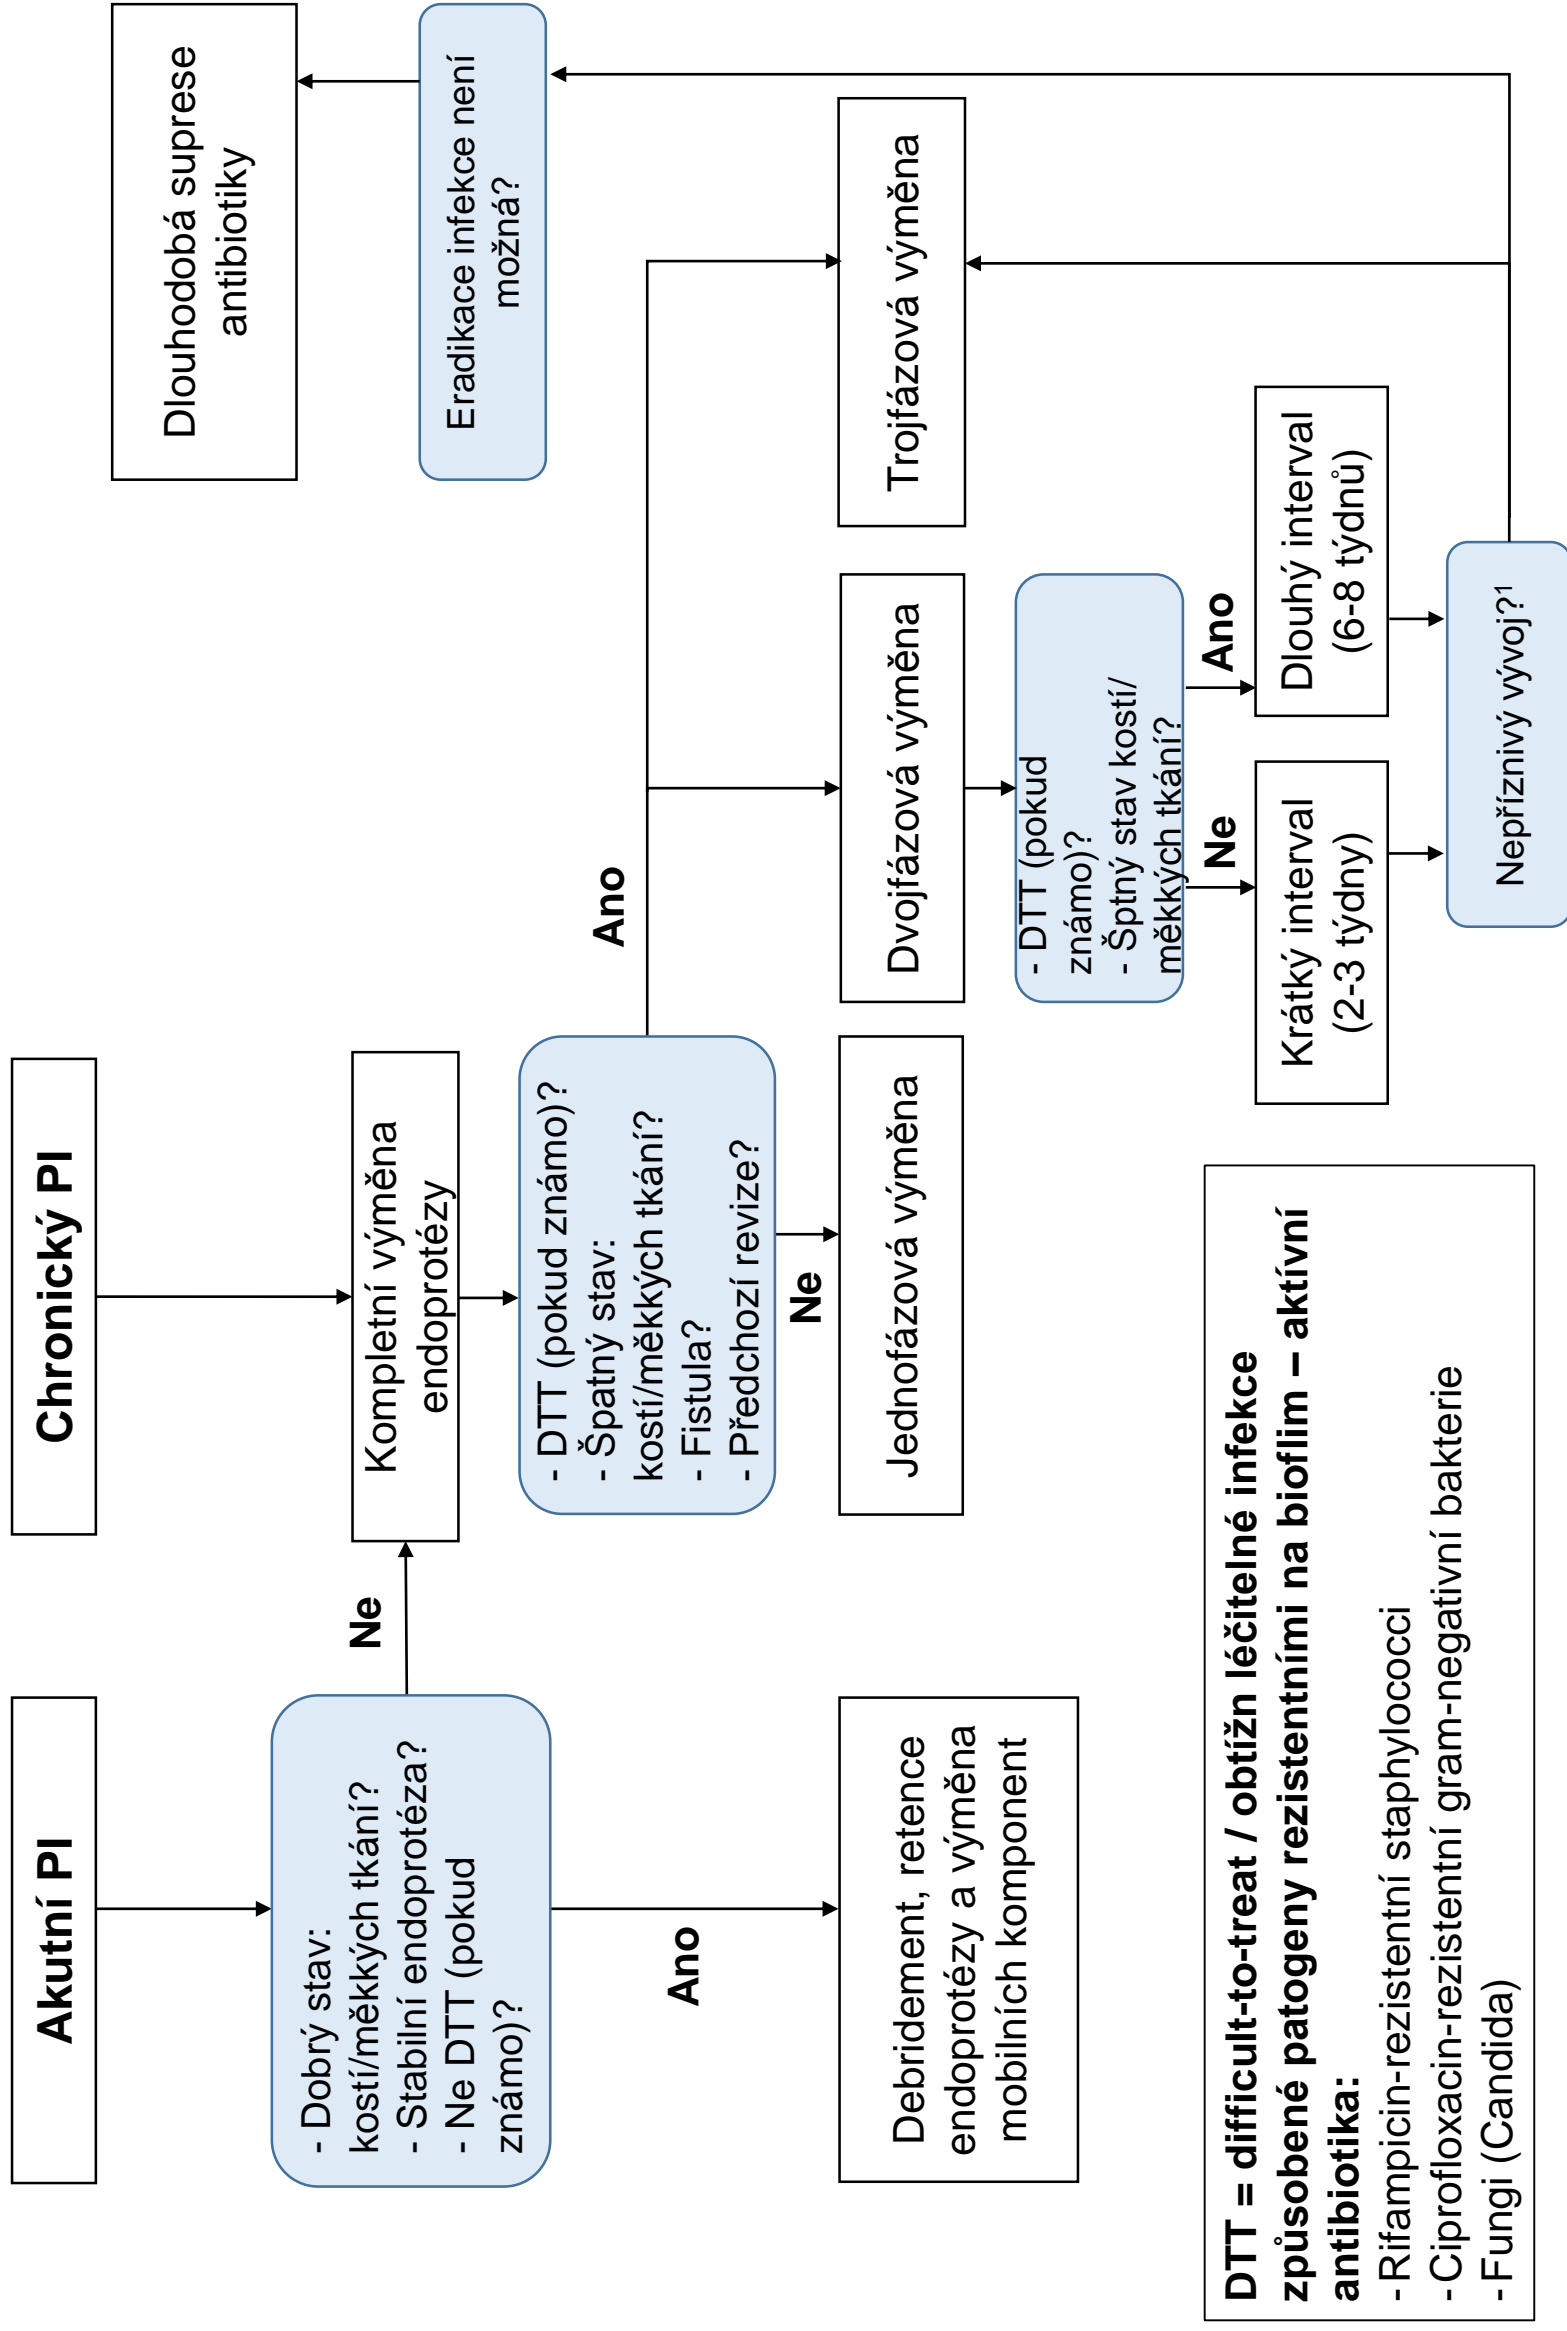 Akutní PI
Chronický PI
Dlouhodobá suprese
antibiotiky
- Dobrý stav:
kostí/měkkých tkání?
- Stabilní endoprotéza?
- Ne DTT (pokud
známo)?
Ne
Kompletní výměna
endoprotézy
Eradikace infekce není
možná?
- DTT (pokud známo)?
- Špatný stav:
kostí/měkkých tkání?
- Fistula?
- Předchozí revize?
Ano
Ano
Ne
Debridement, retence
endoprotézy a výměna
mobilních komponent
Jednofázová výměna
Dvojfázová výměna
Trojfázová výměna
- DTT (pokud
známo)?
- Šptný stav kostí/
měkkých tkání?
Ne
Ano
Krátký interval
(2-3 týdny)
Dlouhý interval
(6-8 týdnů)
Nepříznivý vývoj?¹
DTT = difficult-to-treat / obtížn léčitelné infekce
způsobené patogeny rezistentními na bioflim – aktívní
antibiotika:
- Rifampicin-rezistentní staphylococci
- Ciprofloxacin-rezistentní gram-negativní bakterie
- Fungi (Candida)